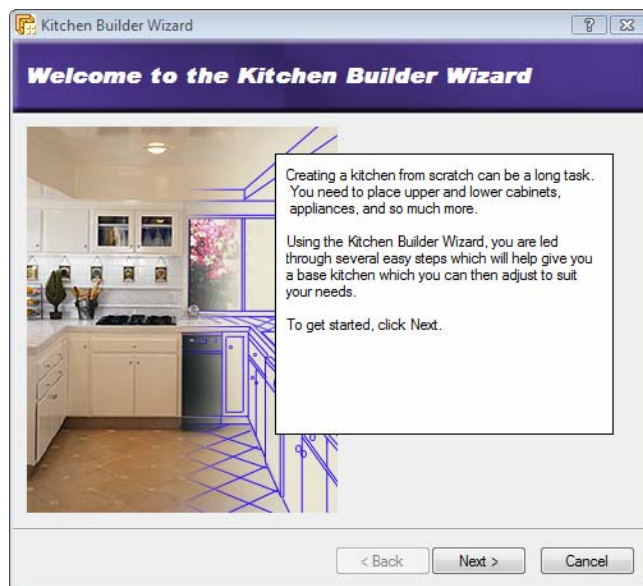 Kitchen Builder Wizard
Welcome to the Kitchen Builder Wizard
Creating a kitchen from scratch can be a long task.
You need to place upper and lower cabinets,
appliances, and so much more.
Using the Kitchen Builder Wizard, you are led
through several easy steps which will help give you
a base kitchen which you can then adjust to suit
your needs.
To get started, click Next.
< Back Next > Cancel